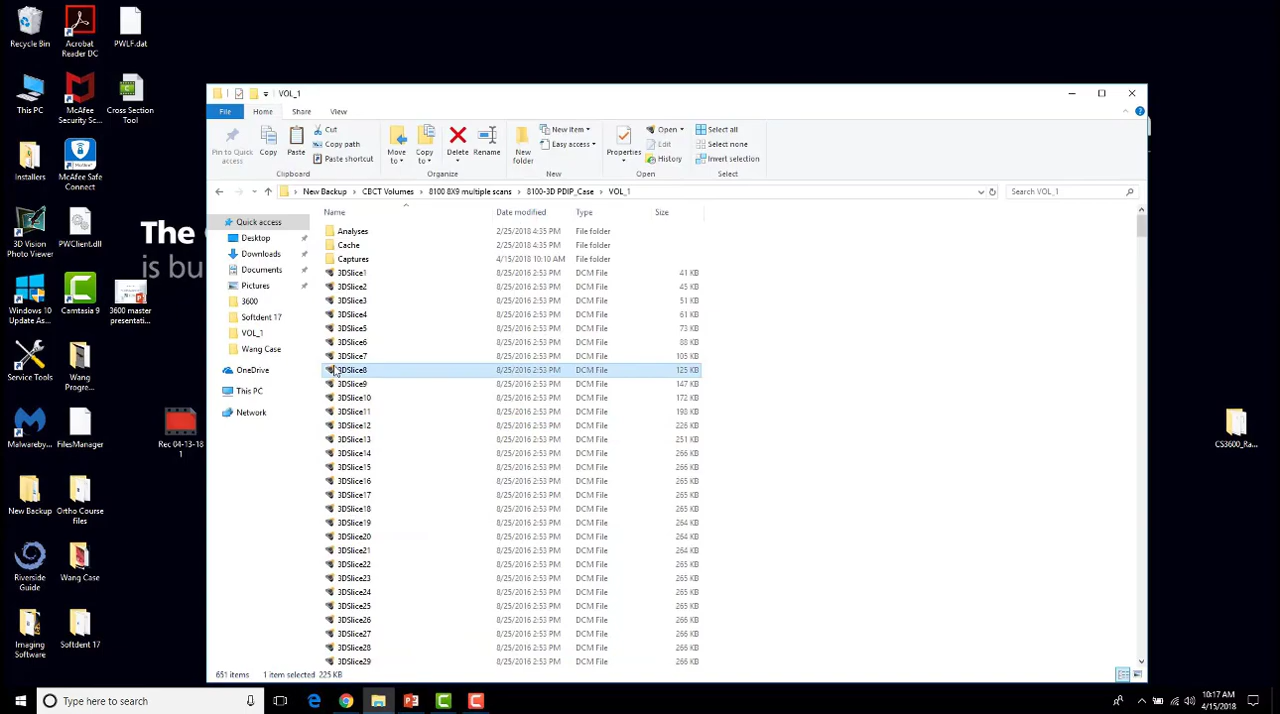 Recycle Bin
Acrobat Reader DC
PWLF.dat
This PC
McAfee Security Sc...
Cross Section Tool
Installers
McAfee Safe Connect
3D Vision Photo Viewer
PWClient.dll
The
is bu
Windows 10 Update As...
Camtasia 9
3600 master presentati...
Service Tools
Wang Progre...
Malwareby...
FilesManager
Rec 04-13-18 1
New Backup
Ortho Course files
Riverside Guide
Wang Case
Imaging Software
Softdent 17
CS3600_Ra...
VOL_1
File Home Share View
Pin to Quick access
Copy
Paste
Cut
Copy path
Paste shortcut
Clipboard
Move to
Copy to
Delete
Rename
Organize
New folder
New item
Easy access
New
Properties
Open
Edit
History
Open
Select all
Select none
Invert selection
Select
New Backup > CBCT Volumes > 8100 8X9 multiple scans > 8100-3D PDIP_Case > VOL_1
Search VOL_1
Quick access
Desktop
Downloads
Documents
Pictures
3600
Softdent 17
VOL_1
Wang Case
OneDrive
This PC
Network
Name Date modified Type Size
Analyses 2/25/2018 4:35 PM File folder
Cache 2/25/2018 4:35 PM File folder
Captures 4/15/2018 10:10 AM File folder
3DSlice1 8/25/2016 2:53 PM DCM File 41 KB
3DSlice2 8/25/2016 2:53 PM DCM File 45 KB
3DSlice3 8/25/2016 2:53 PM DCM File 51 KB
3DSlice4 8/25/2016 2:53 PM DCM File 61 KB
3DSlice5 8/25/2016 2:53 PM DCM File 73 KB
3DSlice6 8/25/2016 2:53 PM DCM File 88 KB
3DSlice7 8/25/2016 2:53 PM DCM File 105 KB
3DSlice8 8/25/2016 2:53 PM DCM File 125 KB
3DSlice9 8/25/2016 2:53 PM DCM File 147 KB
3DSlice10 8/25/2016 2:53 PM DCM File 172 KB
3DSlice11 8/25/2016 2:53 PM DCM File 198 KB
3DSlice12 8/25/2016 2:53 PM DCM File 226 KB
3DSlice13 8/25/2016 2:53 PM DCM File 251 KB
3DSlice14 8/25/2016 2:53 PM DCM File 266 KB
3DSlice15 8/25/2016 2:53 PM DCM File 266 KB
3DSlice16 8/25/2016 2:53 PM DCM File 265 KB
3DSlice17 8/25/2016 2:53 PM DCM File 265 KB
3DSlice18 8/25/2016 2:53 PM DCM File 265 KB
3DSlice19 8/25/2016 2:53 PM DCM File 264 KB
3DSlice20 8/25/2016 2:53 PM DCM File 264 KB
3DSlice21 8/25/2016 2:53 PM DCM File 264 KB
3DSlice22 8/25/2016 2:53 PM DCM File 265 KB
3DSlice23 8/25/2016 2:53 PM DCM File 265 KB
3DSlice24 8/25/2016 2:53 PM DCM File 265 KB
3DSlice25 8/25/2016 2:53 PM DCM File 265 KB
3DSlice26 8/25/2016 2:53 PM DCM File 266 KB
3DSlice27 8/25/2016 2:53 PM DCM File 266 KB
3DSlice28 8/25/2016 2:53 PM DCM File 266 KB
3DSlice29 8/25/2016 2:53 PM DCM File 266 KB
651 items 1 item selected 225 KB
Type here to search
10:17 AM
4/15/2018